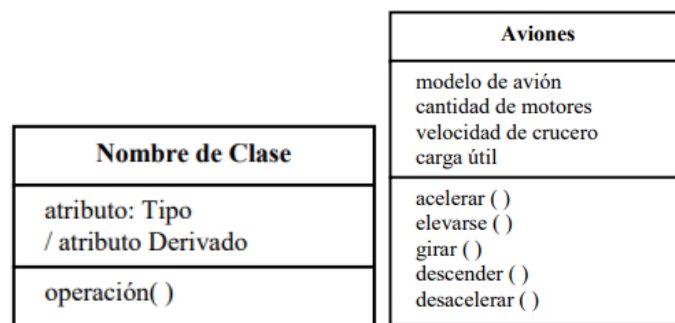 Nombre de Clase
atributo: Tipo
/ atributo Derivado
operación( )
Aviones
modelo de avión
cantidad de motores
velocidad de crucero
carga útil
acelerar ( )
elevarse ( )
girar ( )
descender ( )
desacelerar ( )